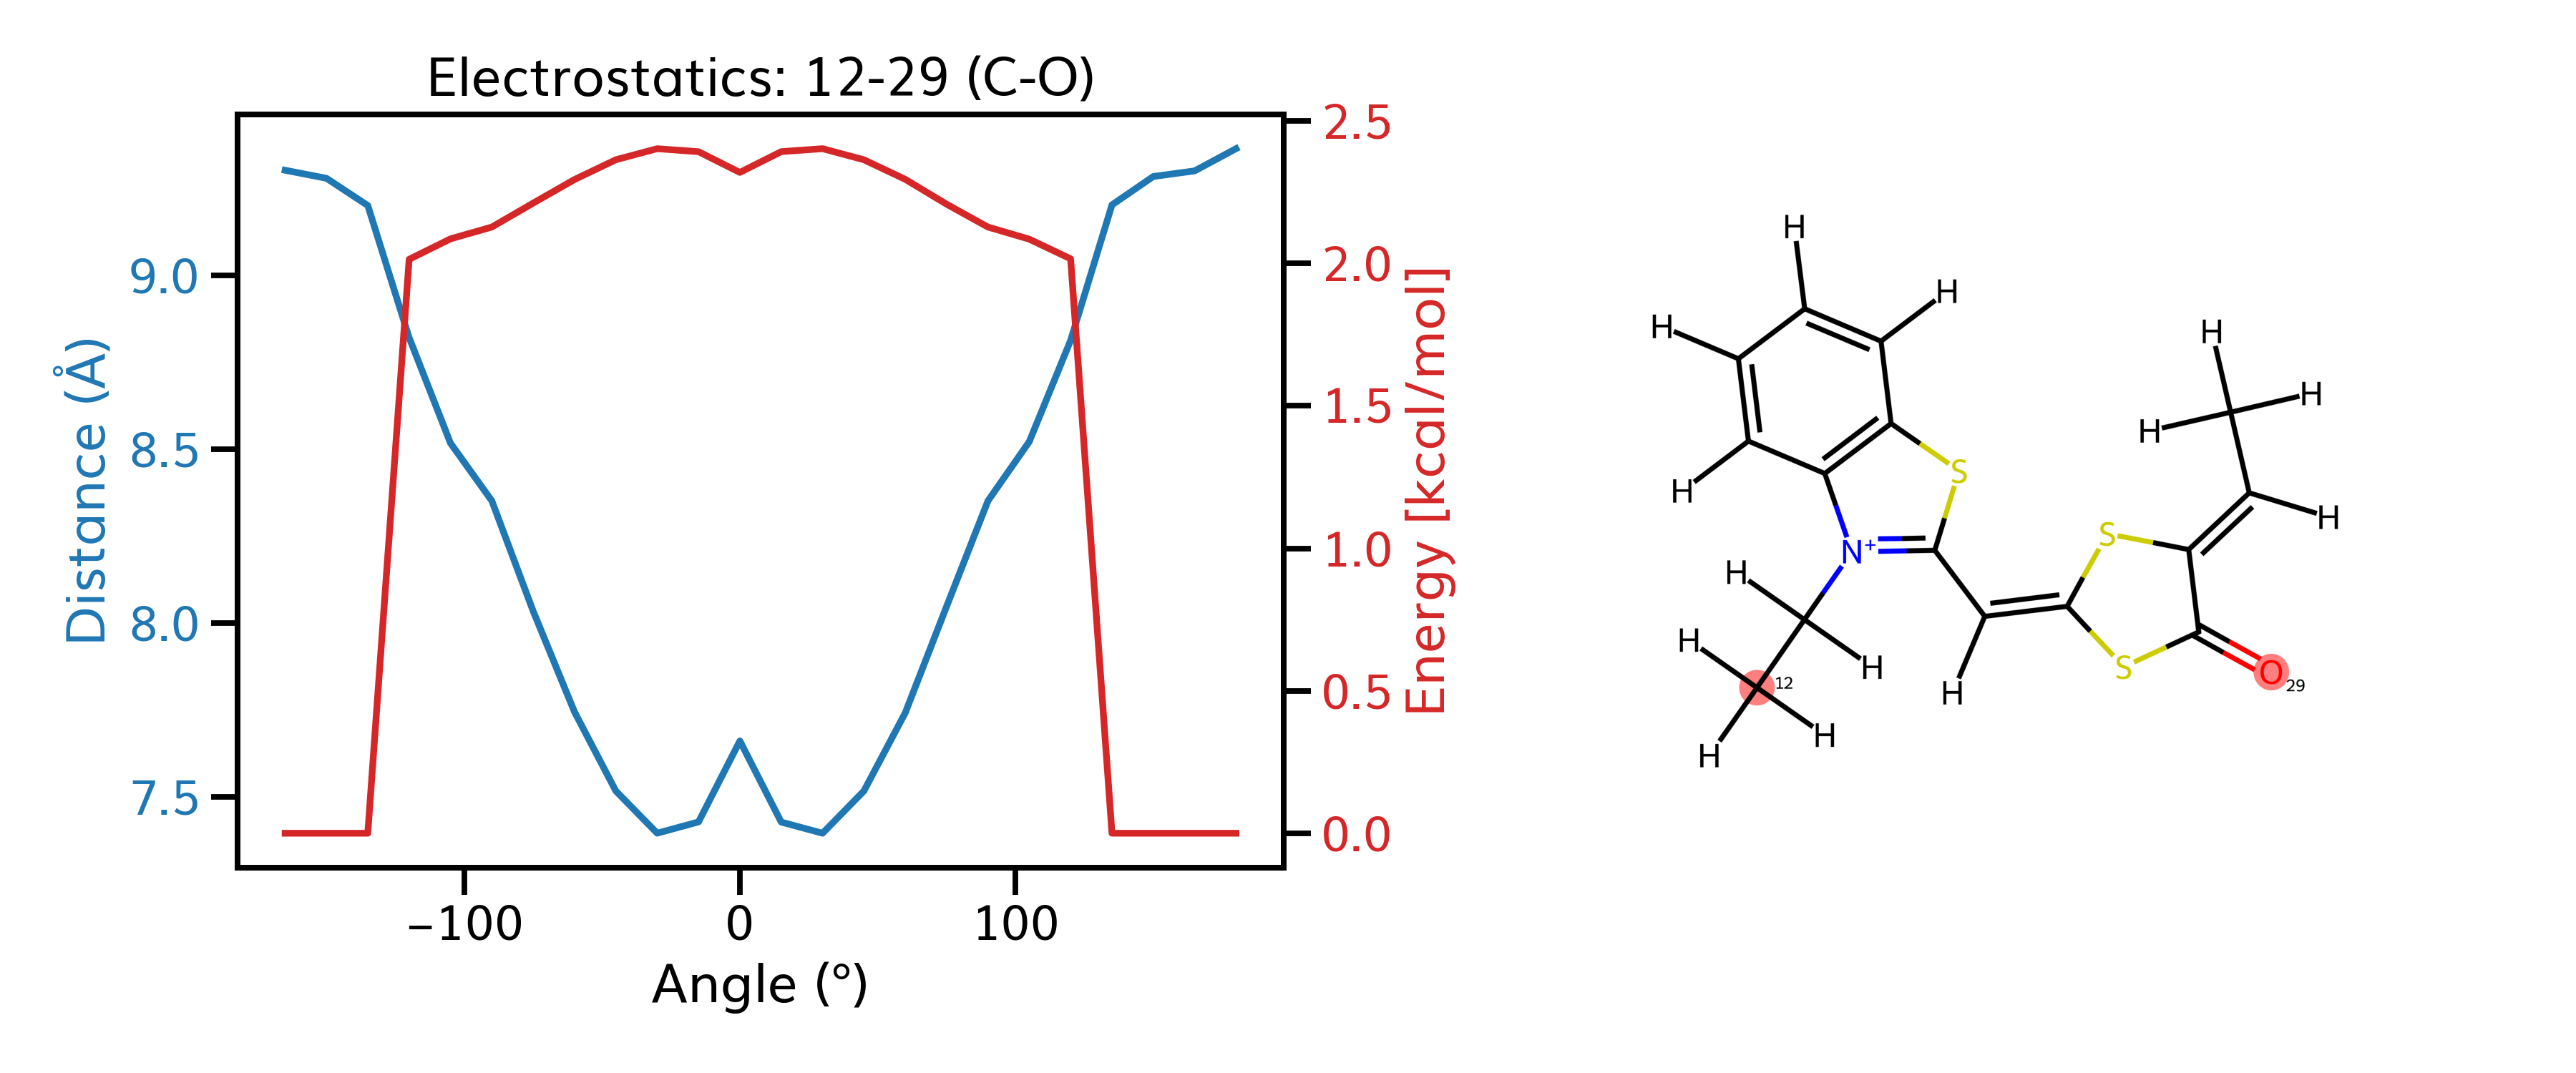 Electrostatics: 12-29 (C-O)
Distance (Å)
9.0
8.5
8.0
7.5
2.5
2.0
1.5
1.0
0.5
0.0
Energy [kcal/mol]
−100 0 100
Angle (°)
H
H
H
H
H
H
H
S
S
H
N+
H
H
H
S
H
H
12
O
29
H
H